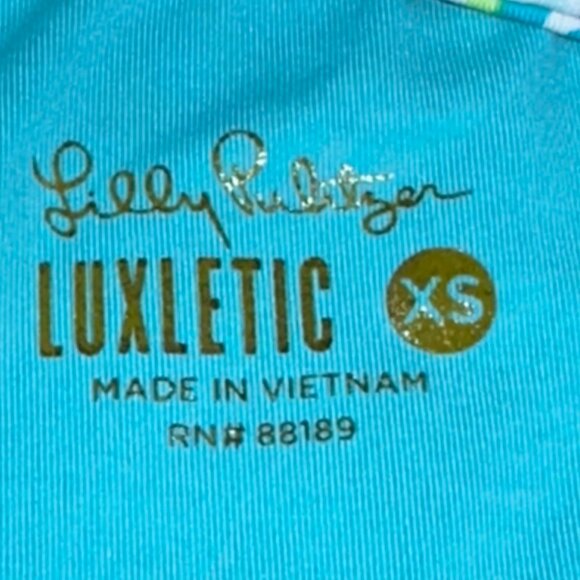 Lilly Pulitzer
LUXLETIC XS
MADE IN VIETNAM
RN# 88189